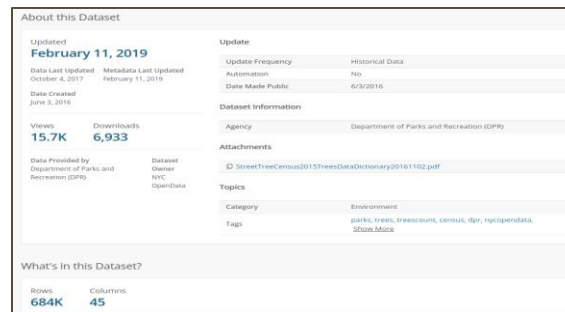 About this Dataset
Updated
February 11, 2019
Data Last Updated Metadata Last Updated
October 4, 2017 February 11, 2019
Date Created
June 3, 2016
Views Downloads
15.7K 6,933
Data Provided by
Department of Parks and
Recreation (DPR)
Dataset
Owner
NYC
OpenData
Update
Update Frequency Historical Data
Automation No
Date Made Public 6/3/2016
Dataset Information
Agency Department of Parks and Recreation (DPR)
Attachments
StreetTreeCensus2015TreesDataDictionary20161102.pdf
Topics
Category Environment
Tags parks, trees, treescount, census, dpr, nycopendata,
Show More
What's in this Dataset?
Rows Columns
684K 45